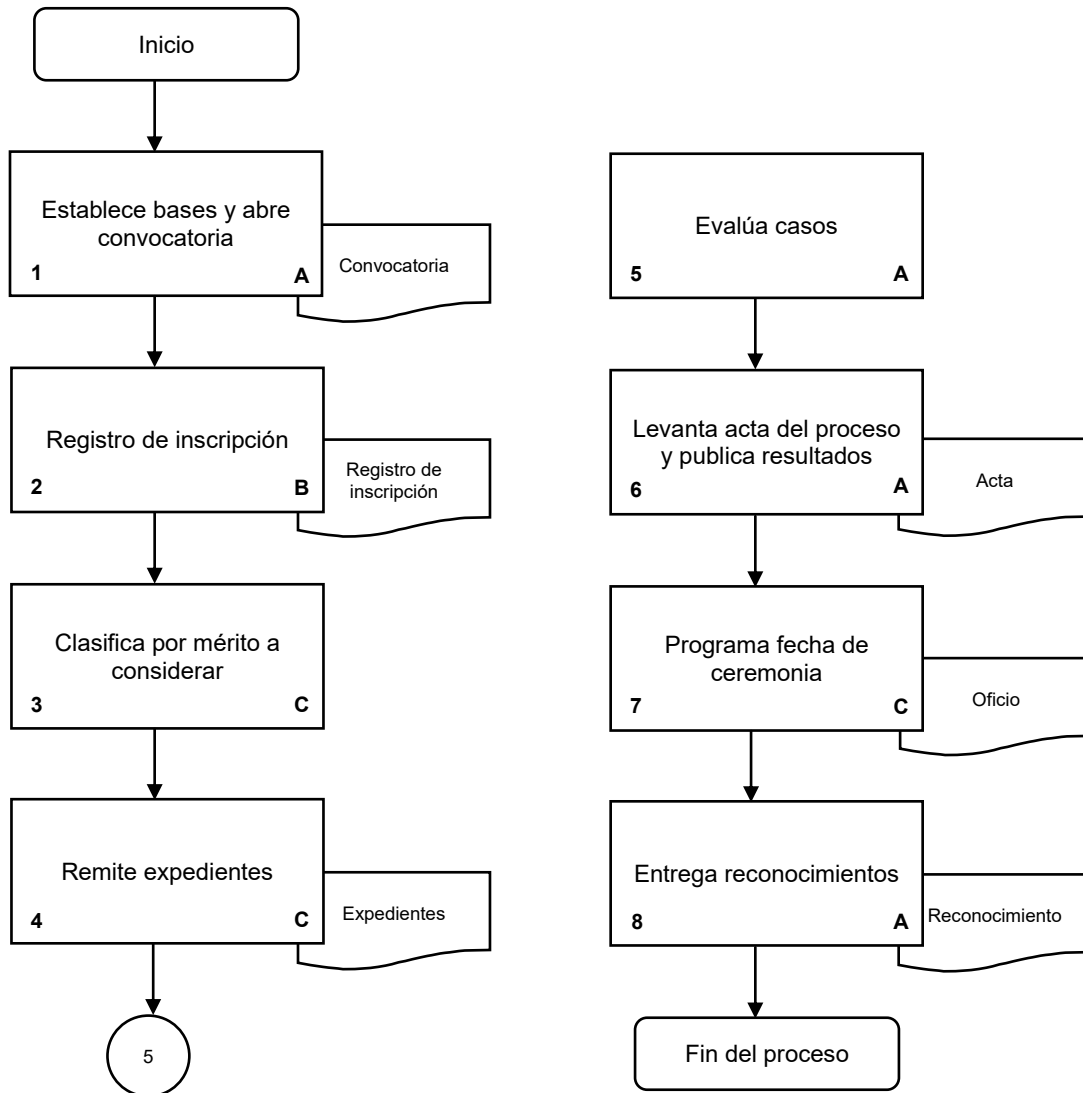 Inicio
Establece bases y abre
convocatoria
1
A
Convocatoria
Registro de inscripción
2
B
Registro de
inscripción
Clasifica por mérito a
considerar
3
C
Remite expedientes
4
C
Expedientes
5
Evalúa casos
5
A
Levanta acta del proceso
y publica resultados
6
A
Acta
Programa fecha de
ceremonia
7
C
Oficio
Entrega reconocimientos
8
A
Reconocimiento
Fin del proceso